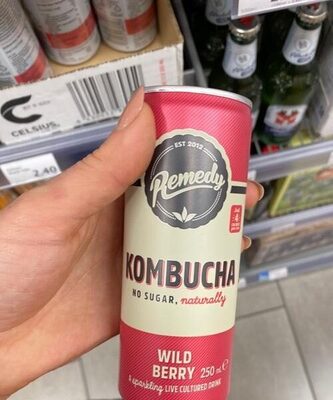 CELSIUS.
2.40
EST 2012
Remedy
KOMBUCHA
NO SUGAR, naturally
WILD
BERRY
250 ml e
a sparkling LIVE CULTURED DRINK